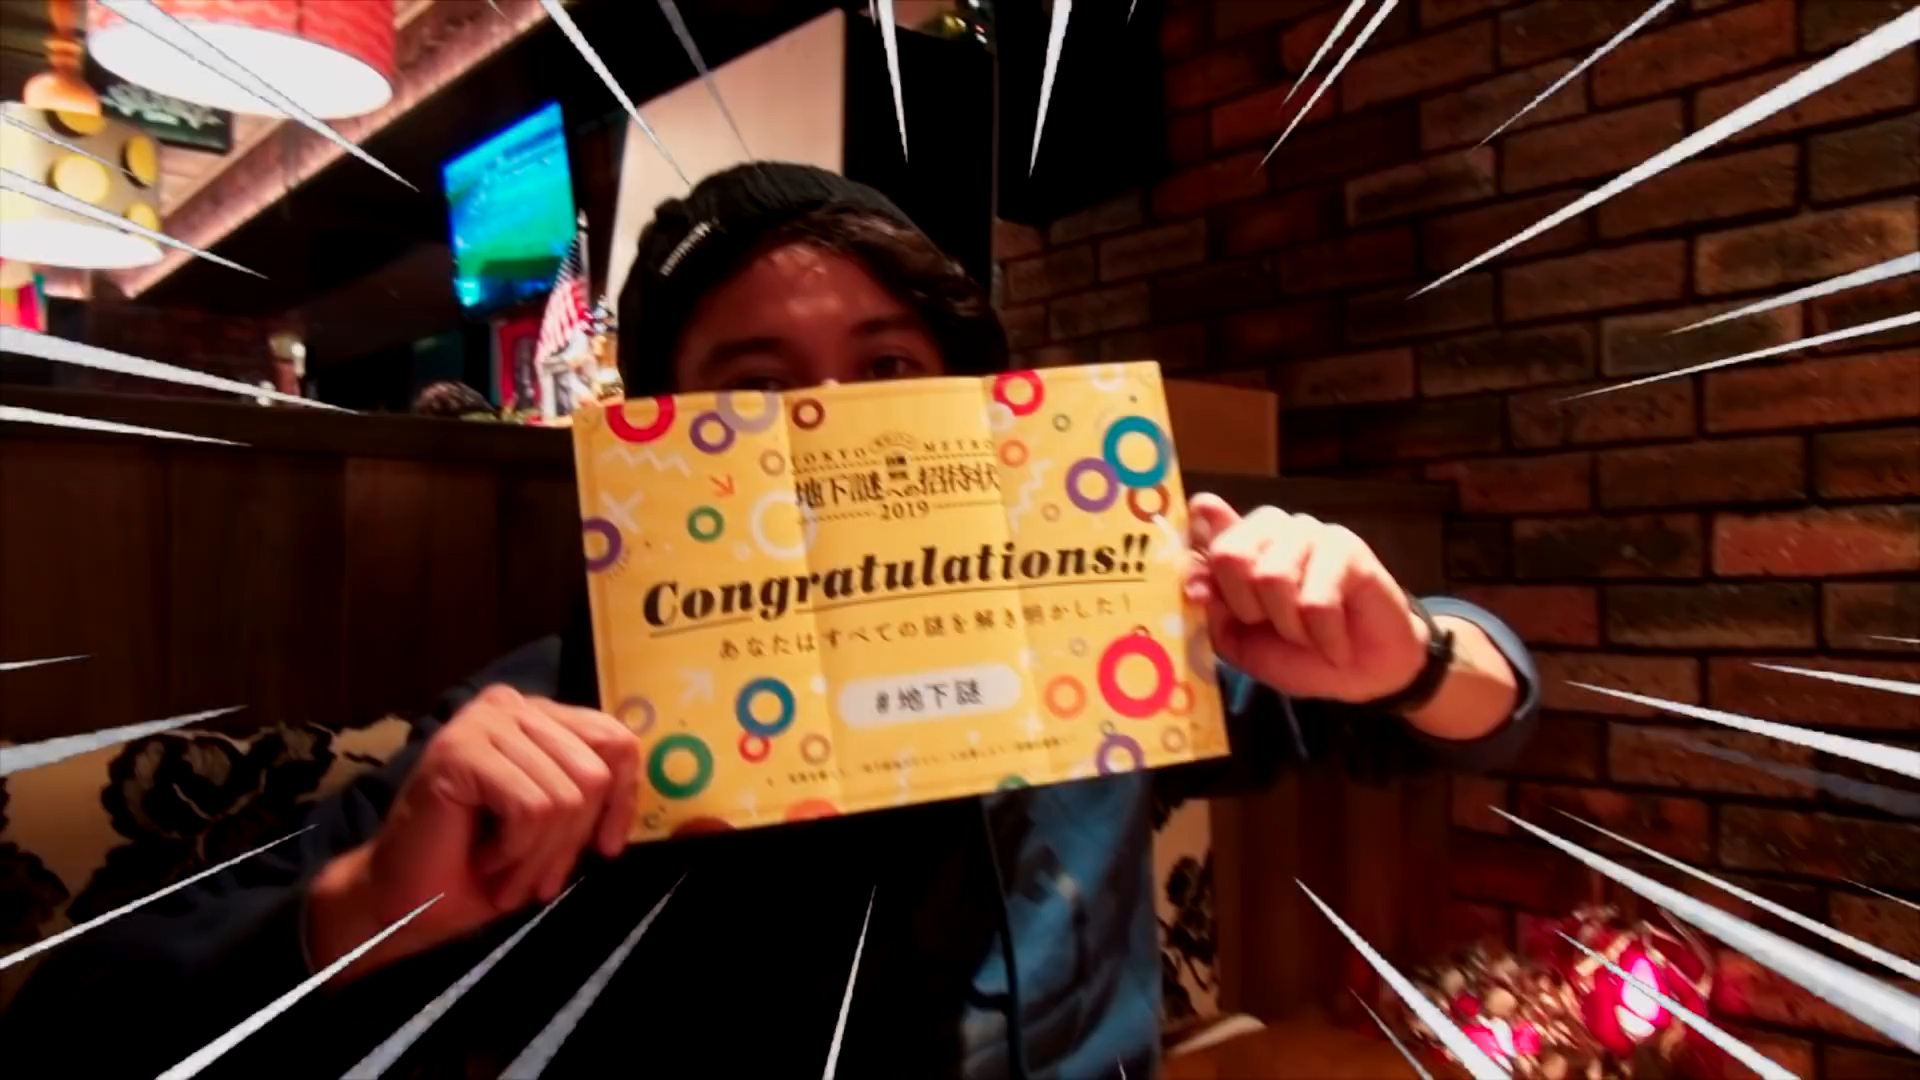 TOKYO METRO
地下謎への招待状
2019
Congratulations!!
あなたはすべての謎を解き明かした!
#地下謎